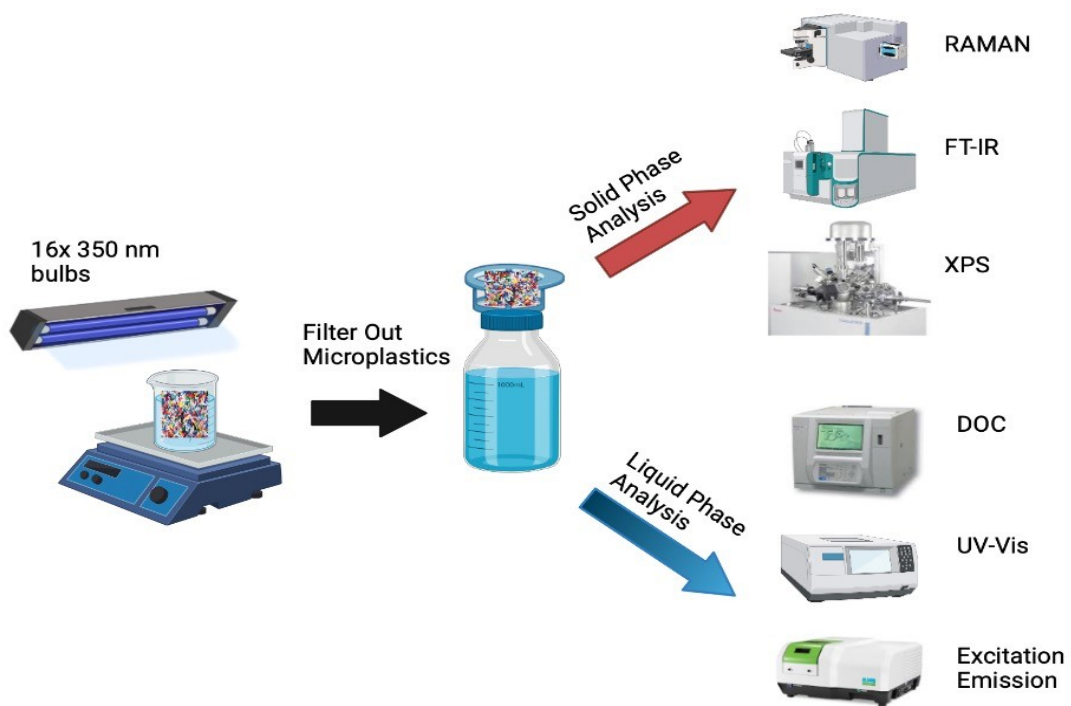 16x 350 nm
bulbs
Filter Out
Microplastics
1000mL
Solid Phase
Analysis
Liquid Phase
Analysis
RAMAN
FT-IR
XPS
DOC
UV-Vis
Excitation
Emission